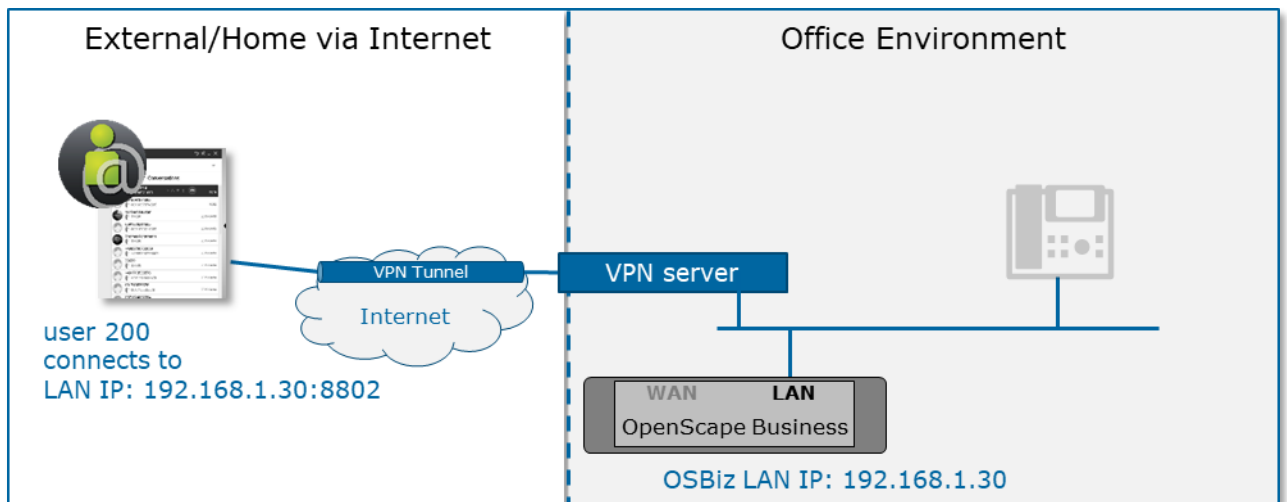 External/Home via Internet
Office Environment
@
VPN Tunnel
VPN server
Internet
user 200
connects to
LAN IP: 192.168.1.30:8802
WAN LAN
OpenScape Business
OSBiz LAN IP: 192.168.1.30